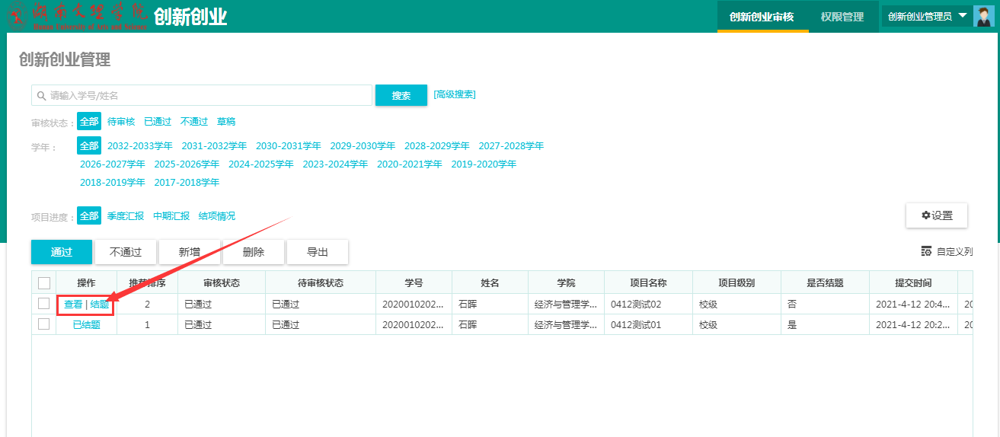 湖南文理学院 创新创业 创新创业审核 权限管理 创新创业管理员
Hunan University of Arts and Science
创新创业管理
请输入学号/姓名 搜索 [高级搜索]
审核状态： 全部 待审核 已通过 不通过 草稿
学年： 全部 2032-2033学年 2031-2032学年 2030-2031学年 2029-2030学年 2028-2029学年 2027-2028学年
2026-2027学年 2025-2026学年 2024-2025学年 2023-2024学年 2020-2021学年 2019-2020学年
2018-2019学年 2017-2018学年
项目进度： 全部 季度汇报 中期汇报 结项情况
设置
通过 不通过 新增 删除 导出 自定义列
操作 推荐排序 审核状态 待审核状态 学号 姓名 学院 项目名称 项目级别 是否结题 提交时间
查看 | 结题 2 已通过 已通过 2020010202... 石晖 经济与管理学... 0412测试02 校级 否 2021-4-12 20:4... 20
已结题 1 已通过 已通过 2020010202... 石晖 经济与管理学... 0412测试01 校级 是 2021-4-12 20:2... 20